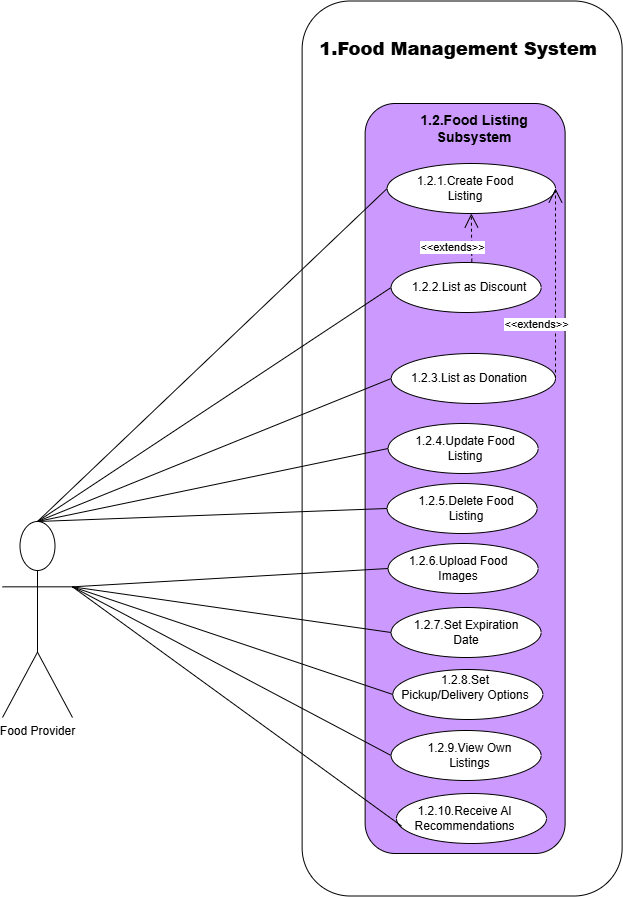 1.Food Management System
1.2.Food Listing
Subsystem
1.2.1.Create Food
Listing
<<extends>>
1.2.2.List as Discount
<<extends>>
1.2.3.List as Donation
1.2.4.Update Food
Listing
1.2.5.Delete Food
Listing
1.2.6.Upload Food
Images
1.2.7.Set Expiration
Date
1.2.8.Set
Pickup/Delivery Options
Food Provider
1.2.9.View Own
Listings
1.2.10.Receive AI
Recommendations